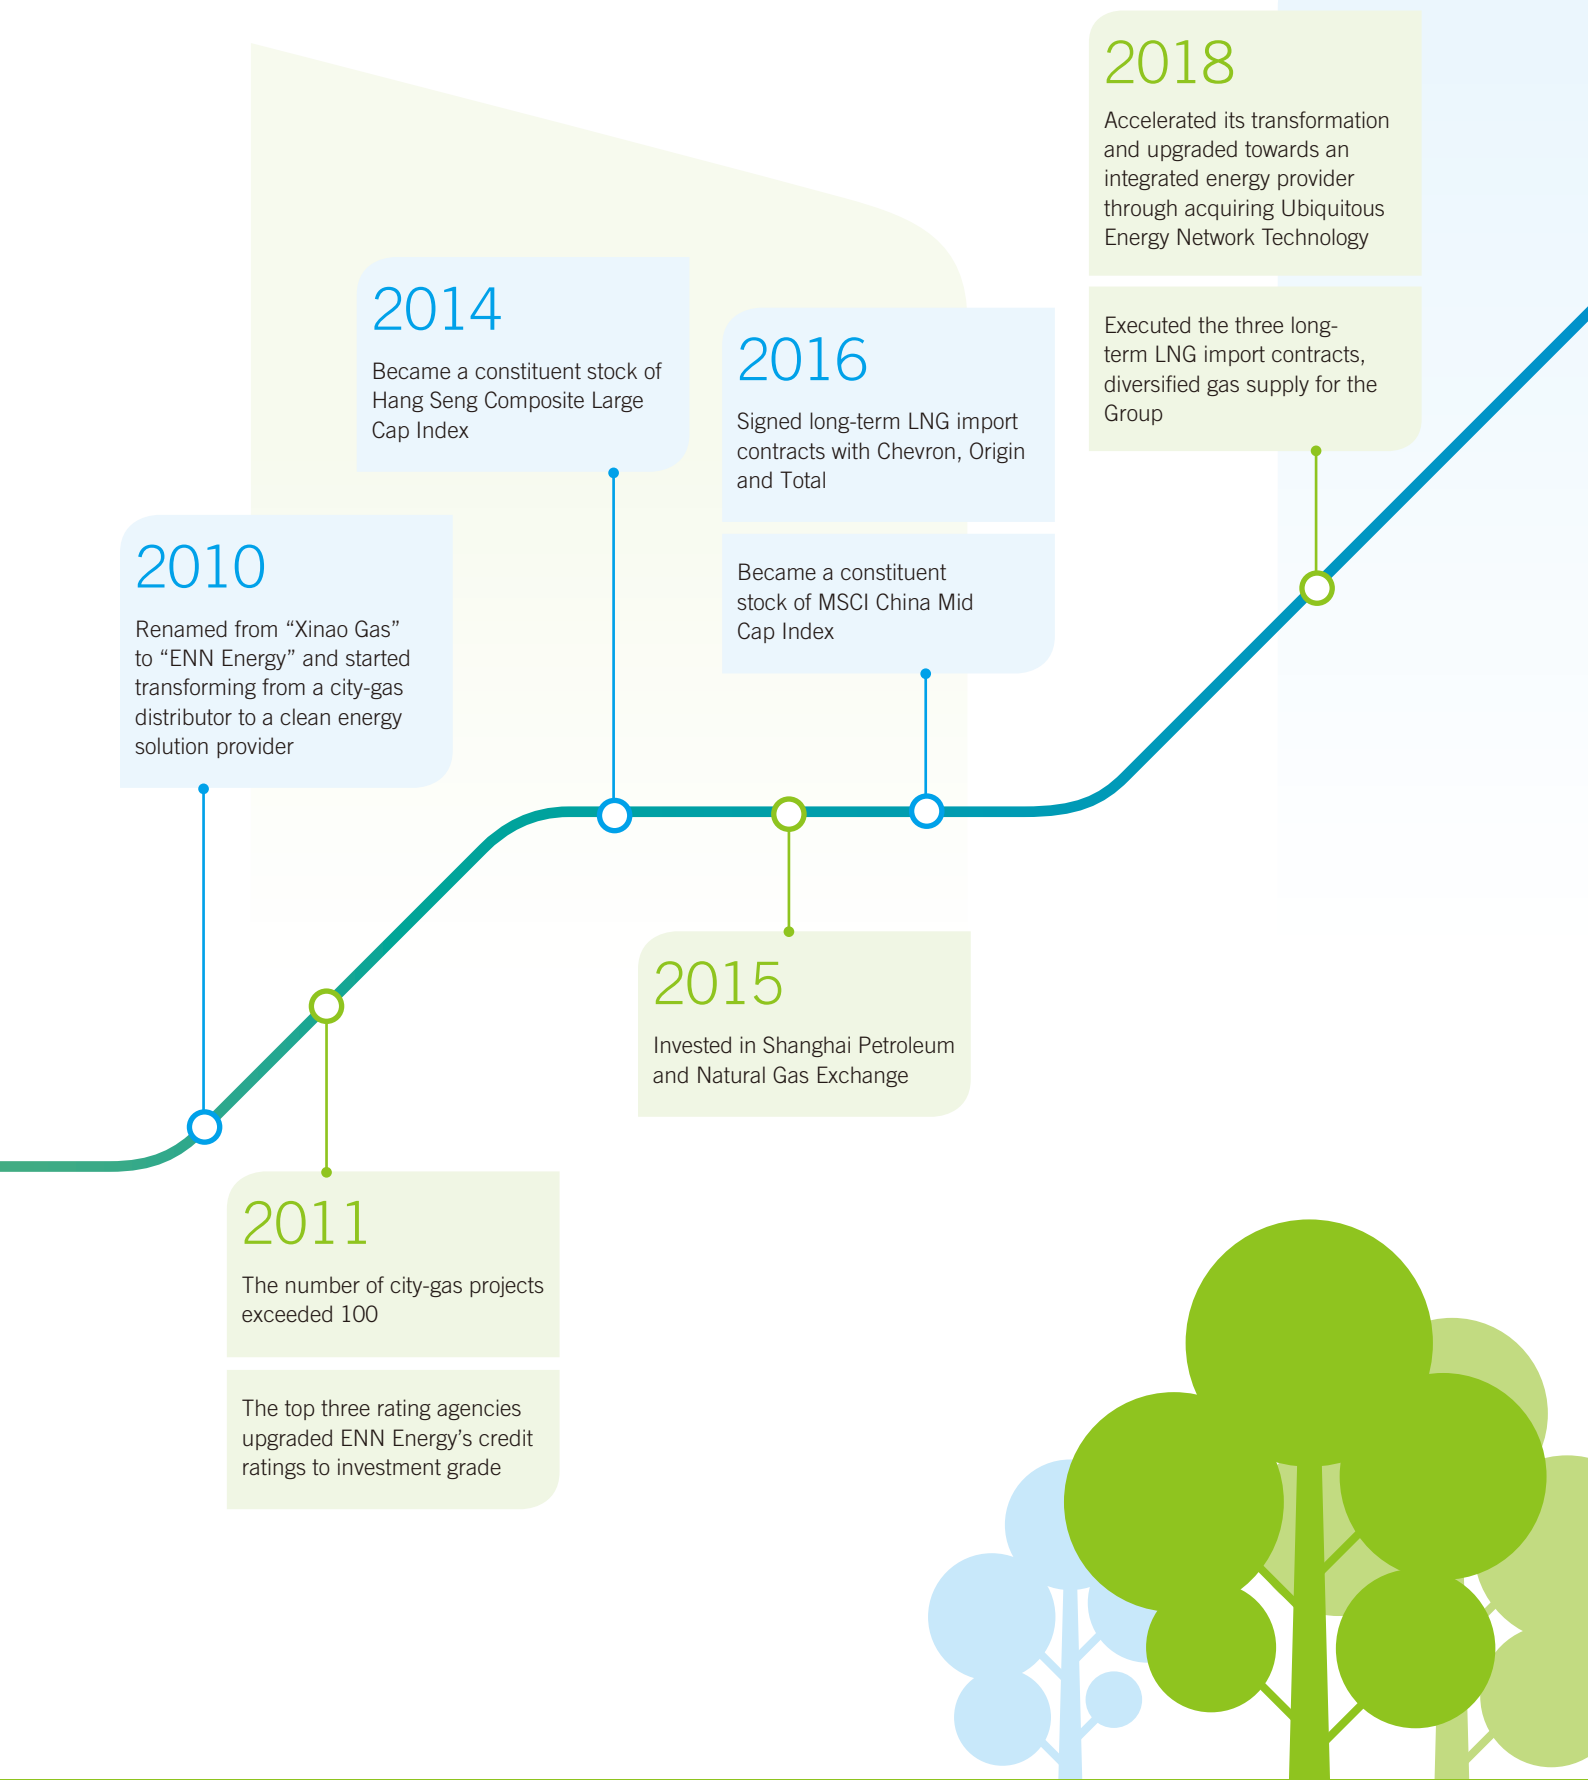 2010
Renamed from “Xinao Gas”
to “ENN Energy” and started
transforming from a city-gas
distributor to a clean energy
solution provider
2011
The number of city-gas projects
exceeded 100
The top three rating agencies
upgraded ENN Energy’s credit
ratings to investment grade
2014
Became a constituent stock of
Hang Seng Composite Large
Cap Index
2015
Invested in Shanghai Petroleum
and Natural Gas Exchange
2016
Signed long-term LNG import
contracts with Chevron, Origin
and Total
Became a constituent
stock of MSCI China Mid
Cap Index
2018
Accelerated its transformation
and upgraded towards an
integrated energy provider
through acquiring Ubiquitous
Energy Network Technology
Executed the three long-
term LNG import contracts,
diversified gas supply for the
Group